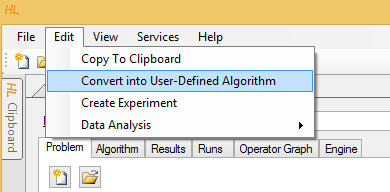 HL
File Edit View Services Help
Copy To Clipboard
Convert into User-Defined Algorithm
Create Experiment
Data Analysis
HL Clipboard
Problem Algorithm Results Runs Operator Graph Engine